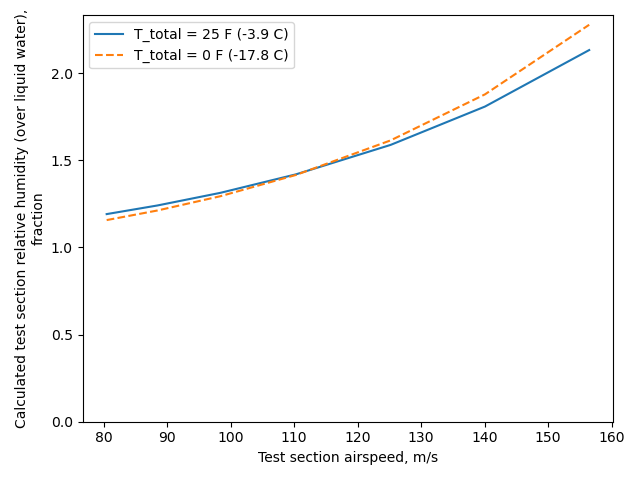 T_total = 25 F (-3.9 C)
T_total = 0 F (-17.8 C)
Calculated test section relative humidity (over liquid water),
fraction
2.0
1.5
1.0
0.5
0.0
80
90
100
110
120
130
140
150
160
Test section airspeed, m/s